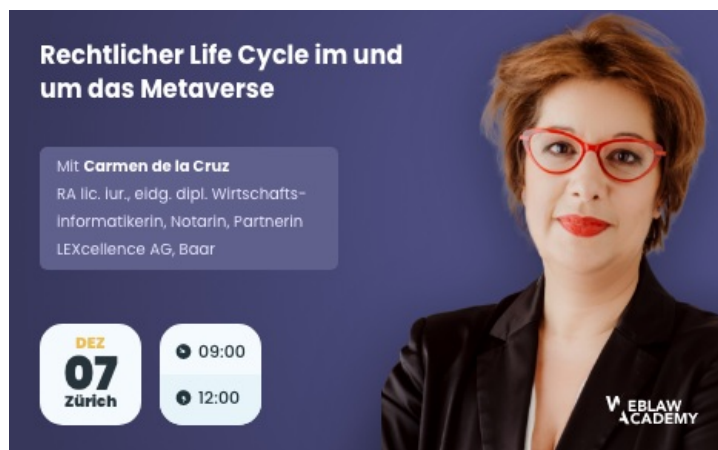 Rechtlicher Life Cycle im und
um das Metaverse
Mit Carmen de la Cruz
RA lic. iur., eidg. dipl. Wirtschafts-
informatikerin, Notarin, Partnerin
LEXcellence AG, Baar
DEZ
07
Zürich
09:00
12:00
WEBLAW
ACADEMY